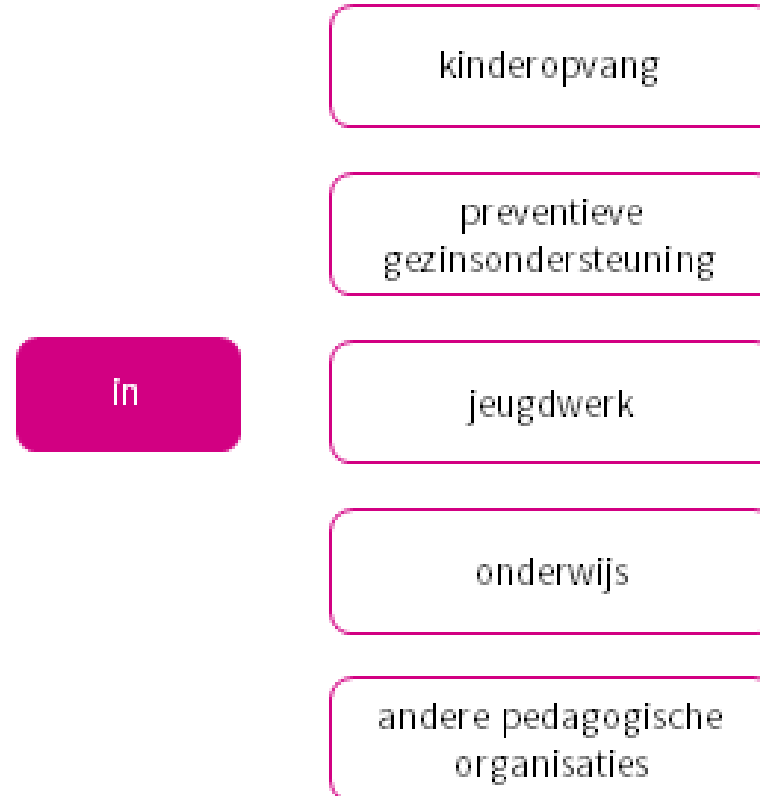 kinderopvang
preventieve
gezinsondersteuning
in
jeugdwerk
onderwijs
andere pedagogische
organisaties